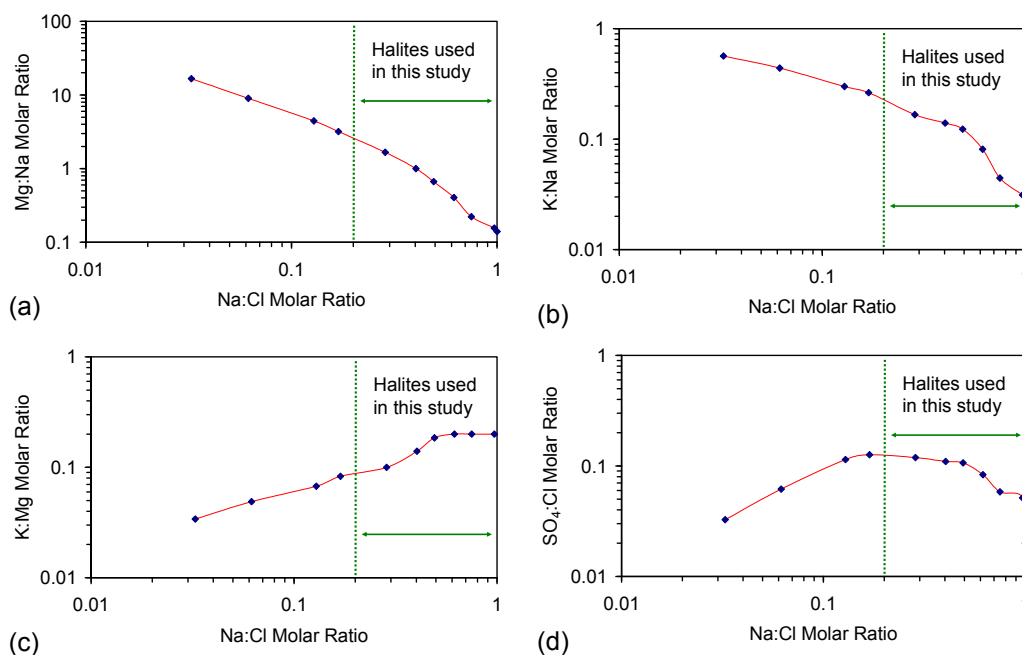 100
10
1
0.1
0.01
0.1
1
Mg:Na Molar Ratio
Na:Cl Molar Ratio
Halites used
in this study
(a)
1
0.1
0.01
0.01
0.1
K:Na Molar Ratio
Na:Cl Molar Ratio
Halites used
in this study
(b)
1
0.1
0.01
0.01
0.1
1
K:Mg Molar Ratio
Na:Cl Molar Ratio
Halites used
in this study
(c)
1
0.1
0.01
0.01
0.1
SO₄:Cl Molar Ratio
Na:Cl Molar Ratio
Halites used
in this study
(d)